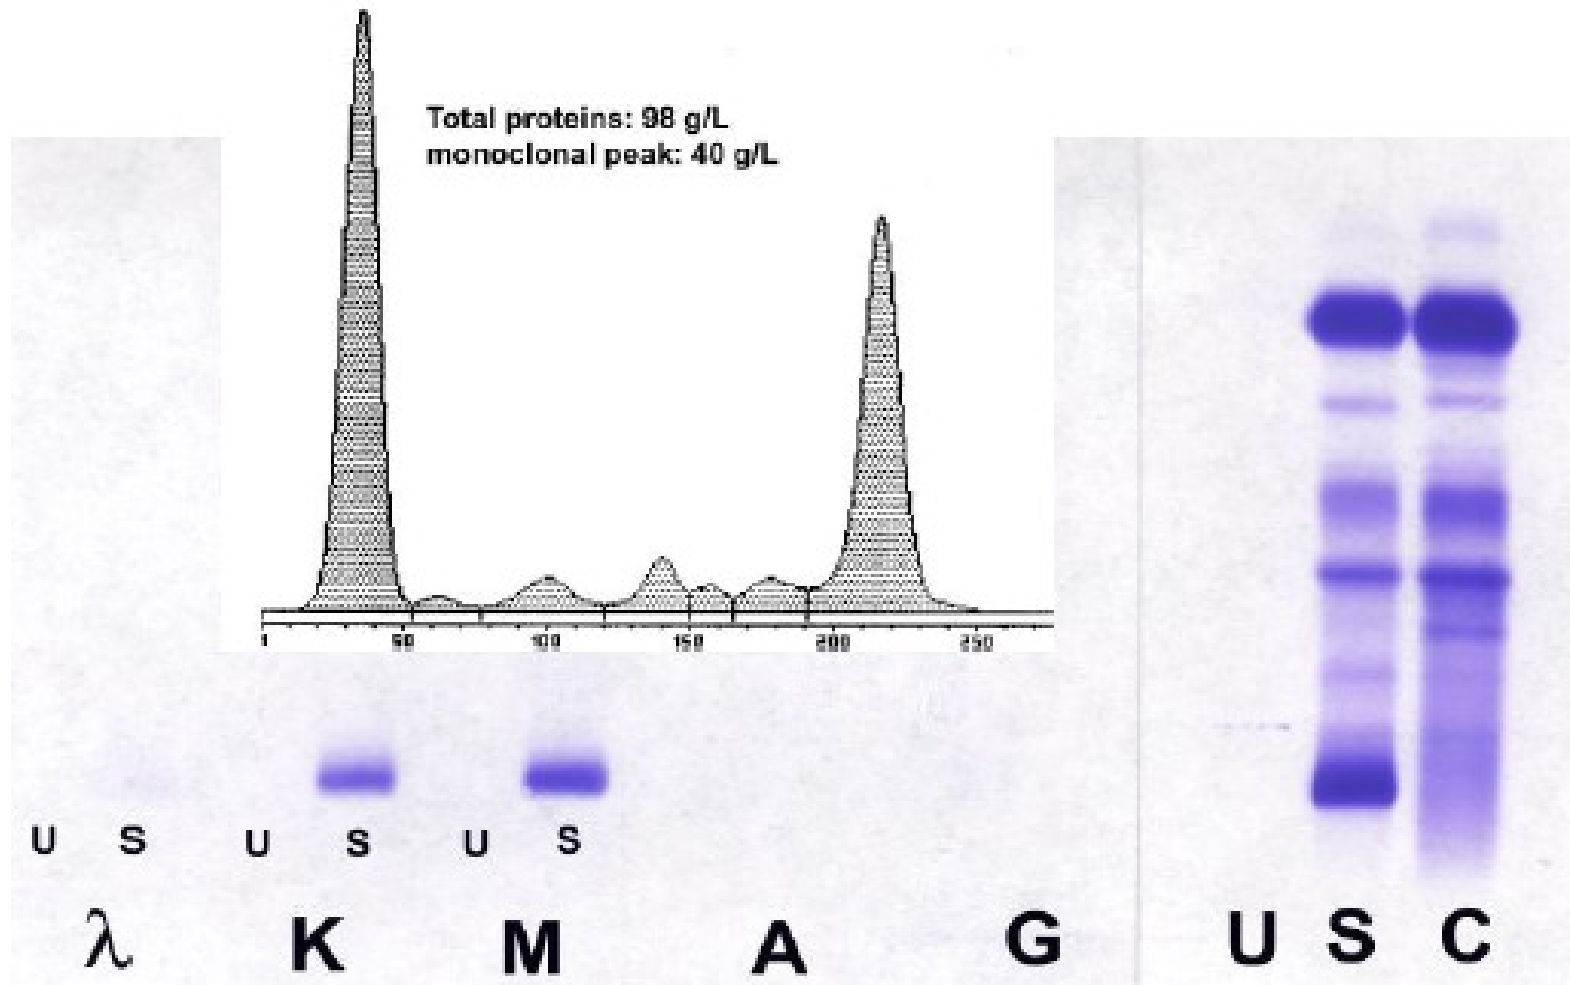 Total proteins: 98 g/L
monoclonal peak: 40 g/L
1 50 100 150 200 250
U S U S U S
λ K M A G U S C